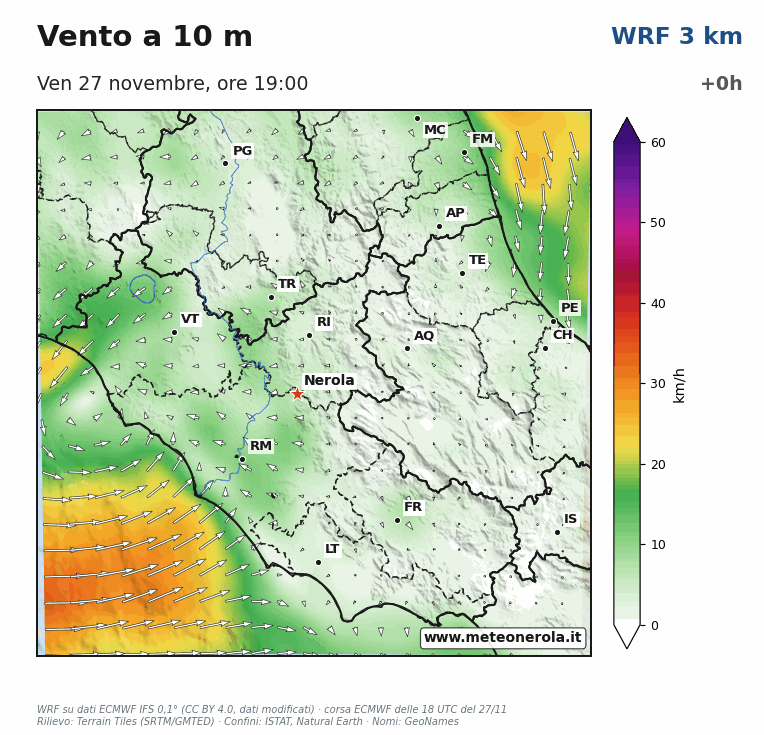 Vento a 10 m
WRF 3 km
Ven 27 novembre, ore 19:00
+0h
MC
FM
PG
AP
TE
TR
PE
VT
RI
AQ
CH
Nerola
RM
FR
IS
LT
www.meteonerola.it
60
50
40
30
20
10
0
km/h
WRF su dati ECMWF IFS 0,1° (CC BY 4.0, dati modificati) · corsa ECMWF delle 18 UTC del 27/11
Rilievo: Terrain Tiles (SRTM/GMTED) · Confini: ISTAT, Natural Earth · Nomi: GeoNames